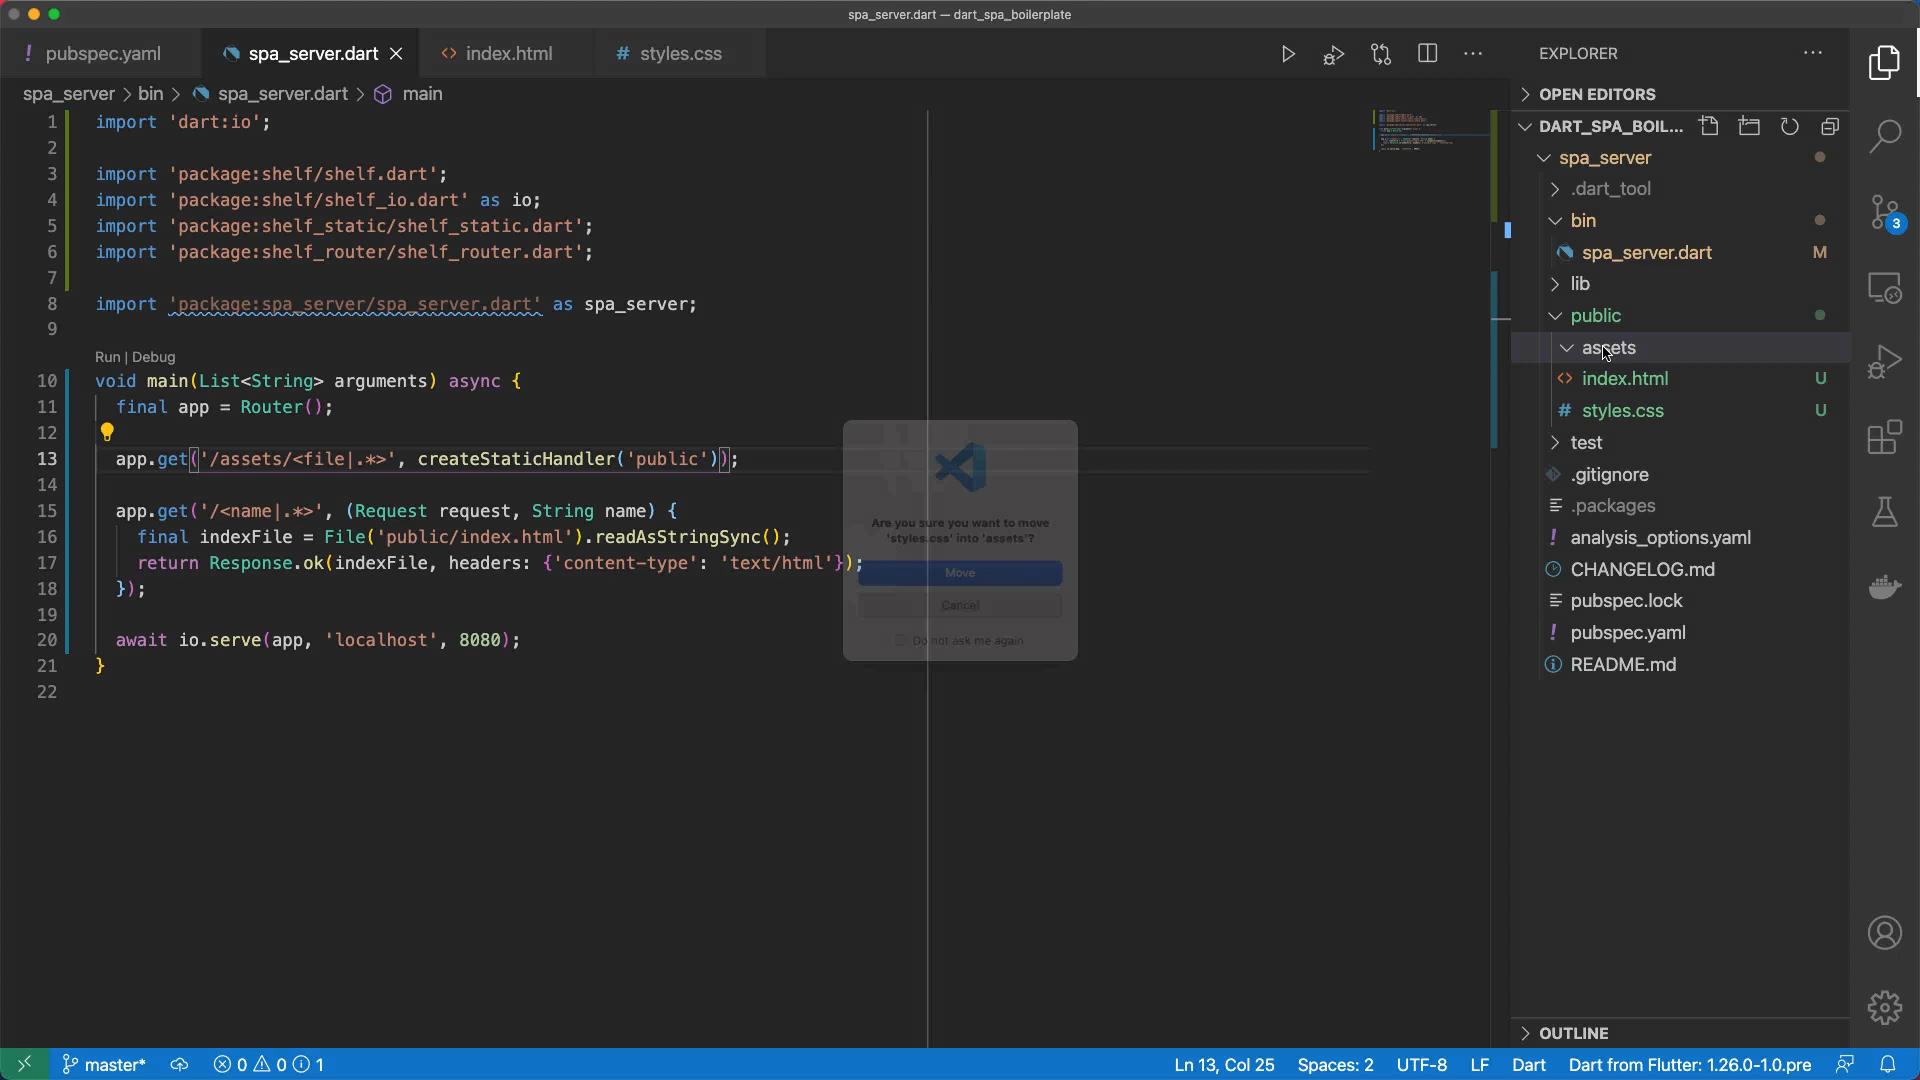 spa_server.dart — dart_spa_boilerplate
! pubspec.yaml
spa_server.dart
<> index.html
# styles.css
spa_server > bin > spa_server.dart > main
1 import 'dart:io';
2
3 import 'package:shelf/shelf.dart';
4 import 'package:shelf/shelf_io.dart' as io;
5 import 'package:shelf_static/shelf_static.dart';
6 import 'package:shelf_router/shelf_router.dart';
7
8 import 'package:spa_server/spa_server.dart' as spa_server;
9
Run | Debug
10 void main(List<String> arguments) async {
11 final app = Router();
12
13 app.get('/assets/<file|.*>', createStaticHandler('public'));
14
15 app.get('/<name|.*>', (Request request, String name) {
16 final indexFile = File('public/index.html').readAsStringSync();
17 return Response.ok(indexFile, headers: {'content-type': 'text/html'});
18 });
19
20 await io.serve(app, 'localhost', 8080);
21 }
22
Are you sure you want to move
'styles.css' into 'assets'?
Move
Cancel
Do not ask me again
EXPLORER
OPEN EDITORS
DART_SPA_BOIL...
spa_server
.dart_tool
bin
spa_server.dart M
lib
public
assets
<> index.html U
# styles.css U
test
.gitignore
.packages
! analysis_options.yaml
CHANGELOG.md
pubspec.lock
! pubspec.yaml
README.md
OUTLINE
3
master*
0 0 1
Ln 13, Col 25
Spaces: 2
UTF-8
LF
Dart
Dart from Flutter: 1.26.0-1.0.pre